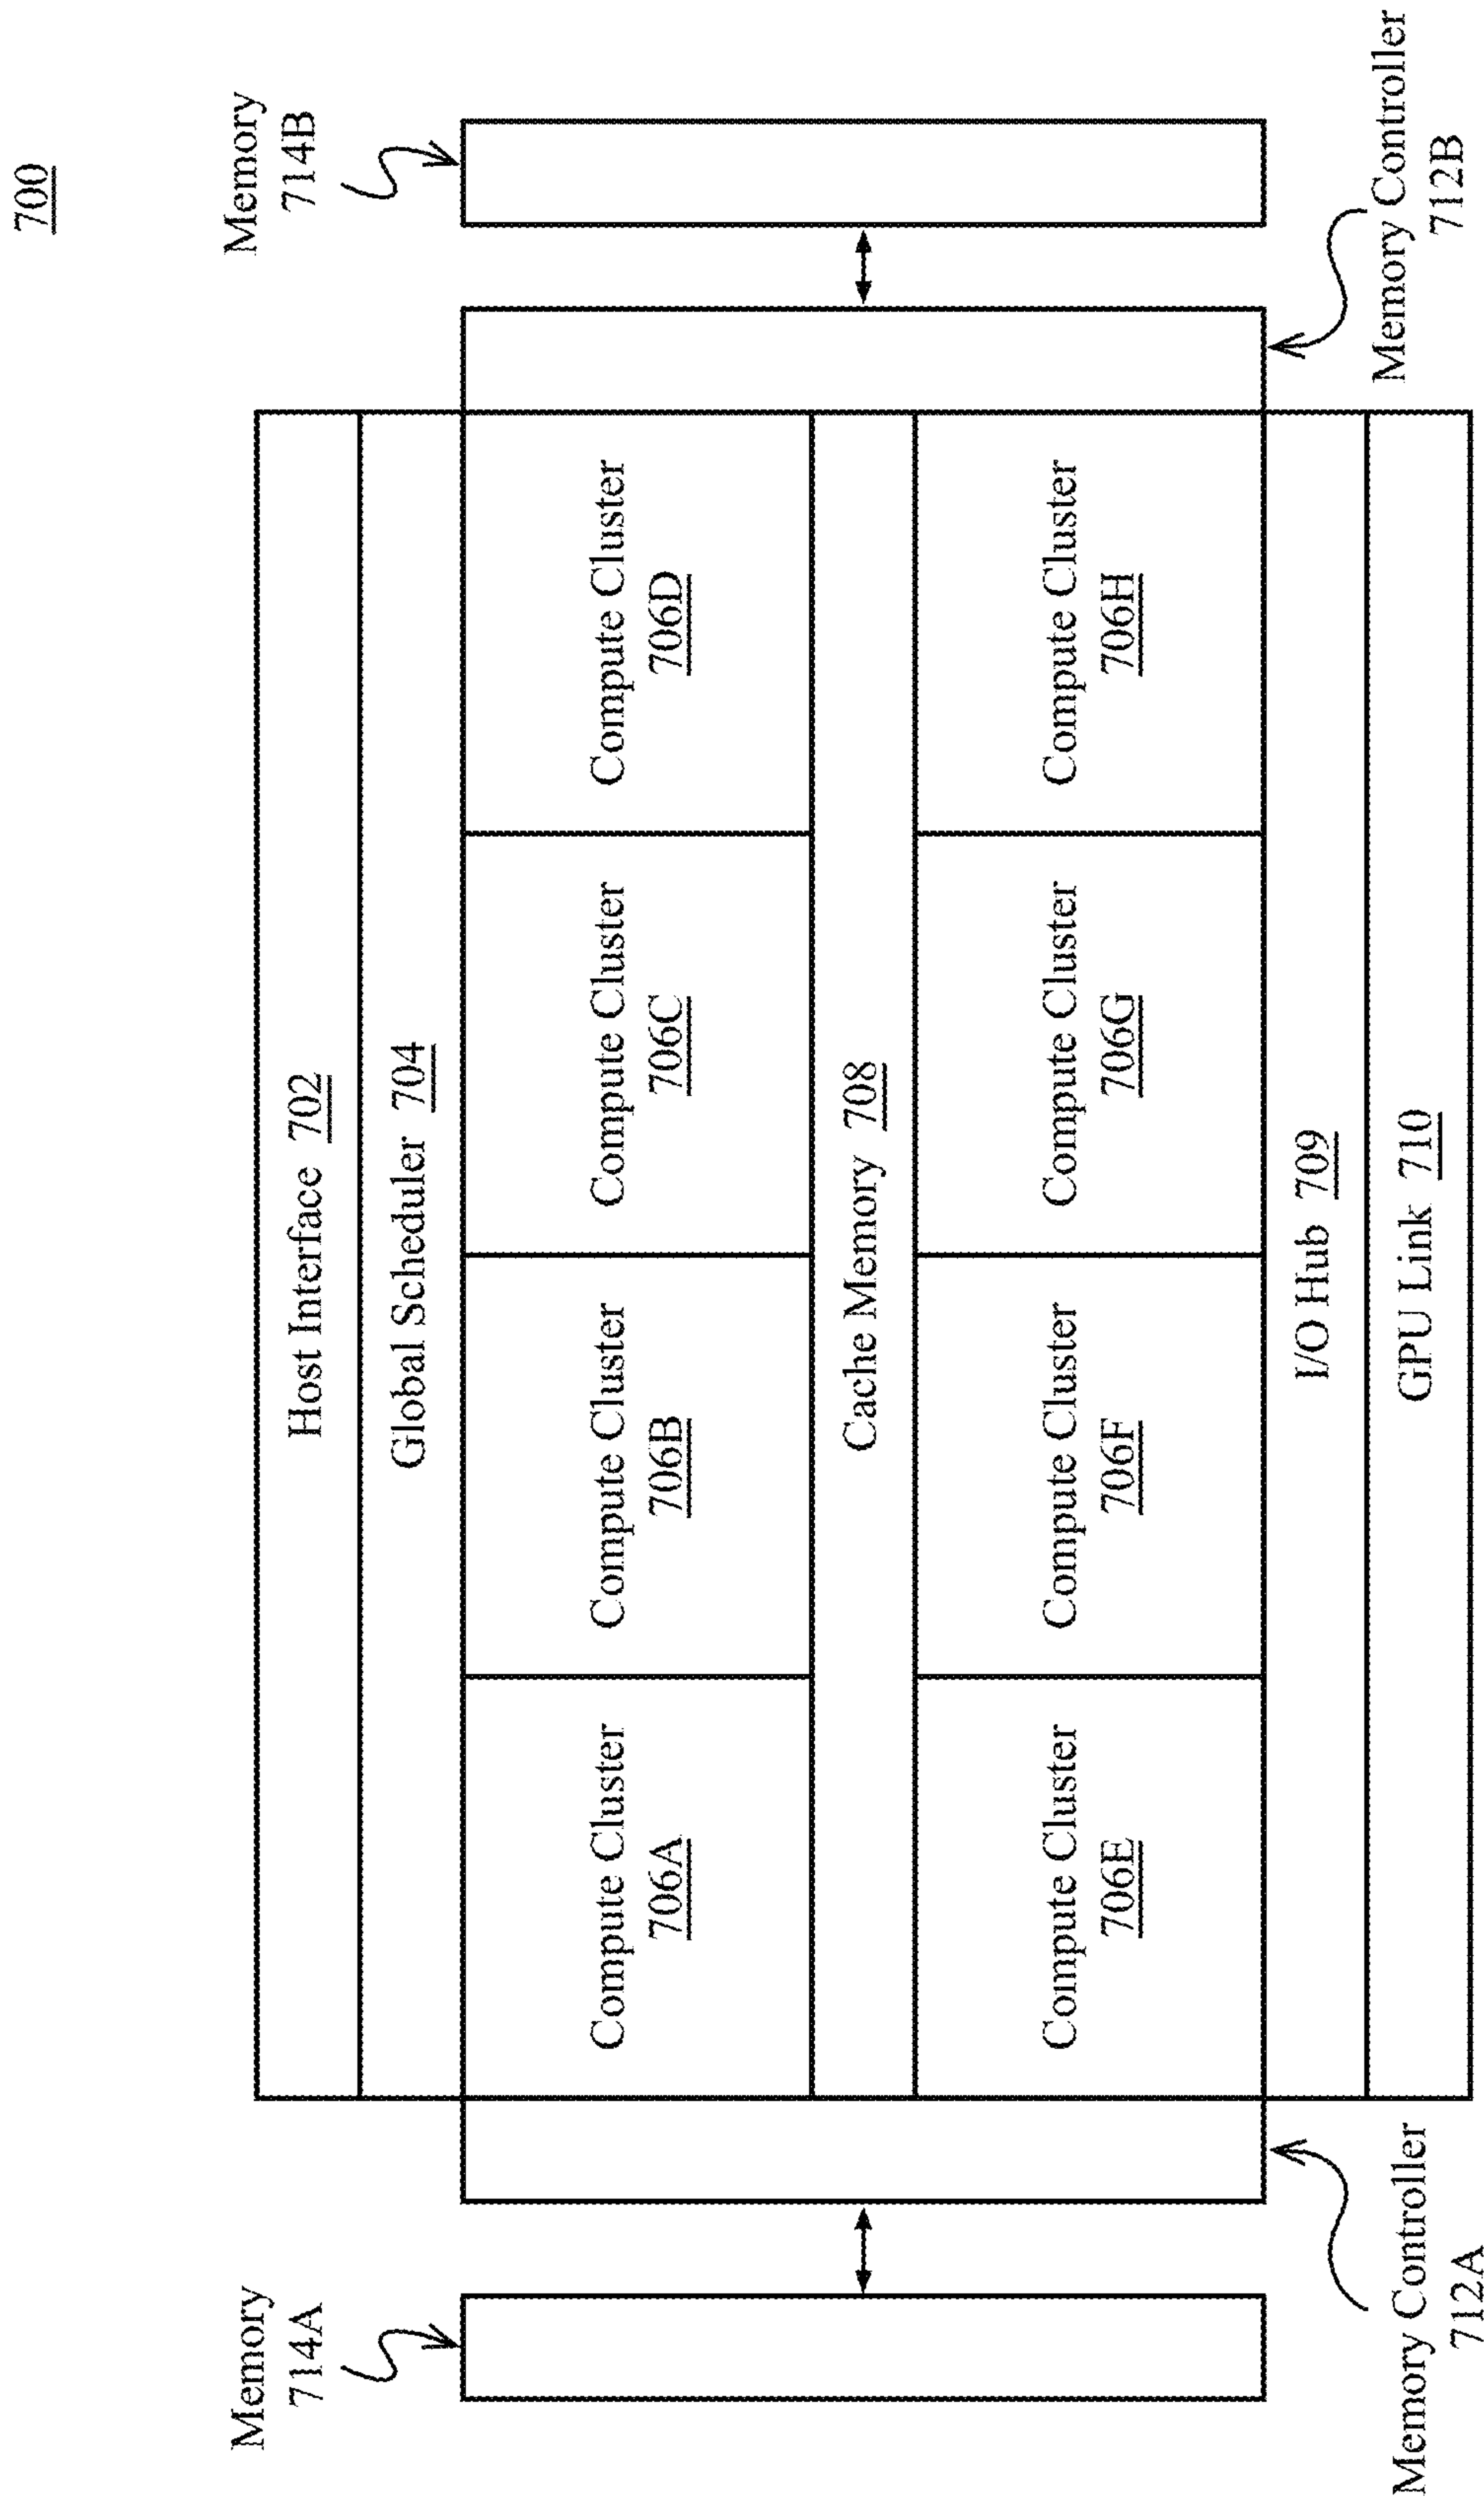 700
Memory
714A
Memory
714B
Host Interface 702
Global Scheduler 704
Compute Cluster
706A
Compute Cluster
706B
Compute Cluster
706C
Compute Cluster
706D
Cache Memory 708
Compute Cluster
706E
Compute Cluster
706F
Compute Cluster
706G
Compute Cluster
706H
I/O Hub 709
GPU Link 710
Memory Controller
712A
Memory Controller
712B